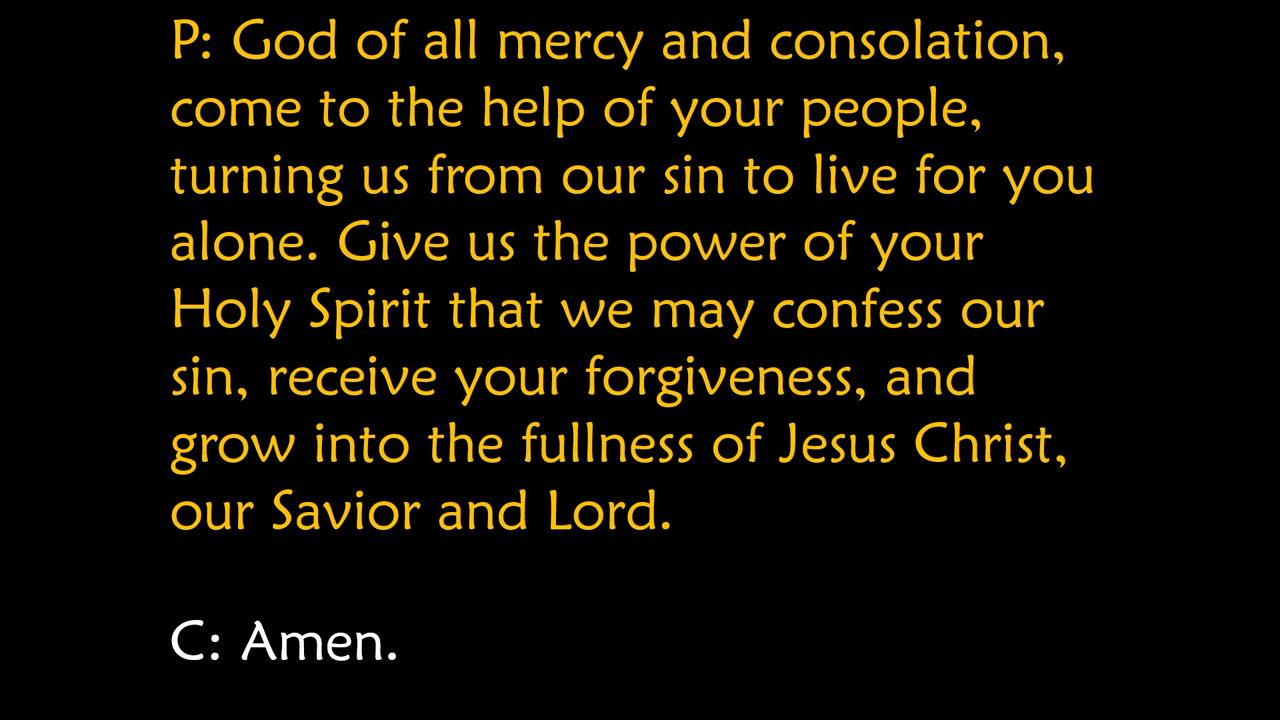 P: God of all mercy and consolation,
come to the help of your people,
turning us from our sin to live for you
alone. Give us the power of your
Holy Spirit that we may confess our
sin, receive your forgiveness, and
grow into the fullness of Jesus Christ,
our Savior and Lord.
C: Amen.